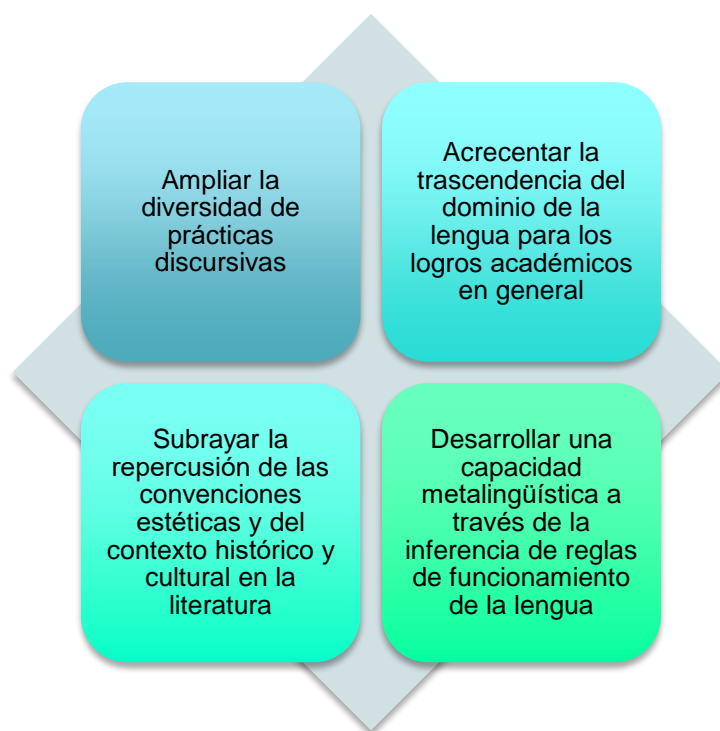 Ampliar la
diversidad de
prácticas
discursivas
Acrecentar la
trascendencia del
dominio de la
lengua para los
logros académicos
en general
Subrayar la
repercusión de las
convenciones
estéticas y del
contexto histórico y
cultural en la
literatura
Desarrollar una
capacidad
metalingüística a
través de la
inferencia de reglas
de funcionamiento
de la lengua